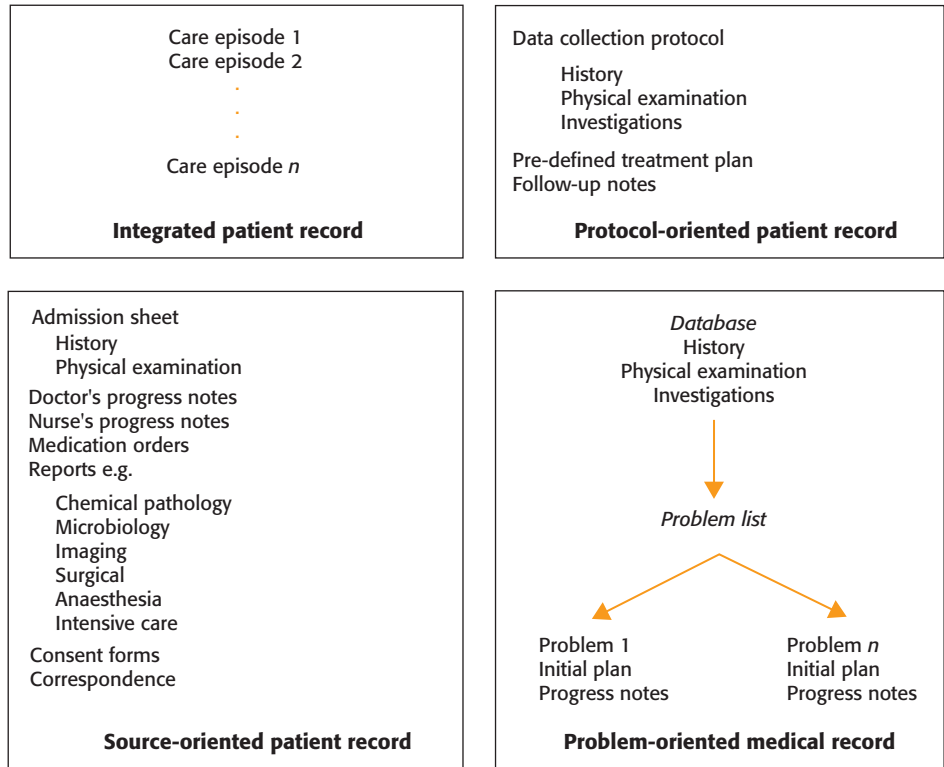 Care episode 1
Care episode 2
Care episode n
Integrated patient record
Data collection protocol
History
Physical examination
Investigations
Pre-defined treatment plan
Follow-up notes
Protocol-oriented patient record
Admission sheet
History
Physical examination
Doctor's progress notes
Nurse's progress notes
Medication orders
Reports e.g.
Chemical pathology
Microbiology
Imaging
Surgical
Anaesthesia
Intensive care
Consent forms
Correspondence
Source-oriented patient record
Database
History
Physical examination
Investigations
Problem list
Problem 1
Initial plan
Progress notes
Problem n
Initial plan
Progress notes
Problem-oriented medical record